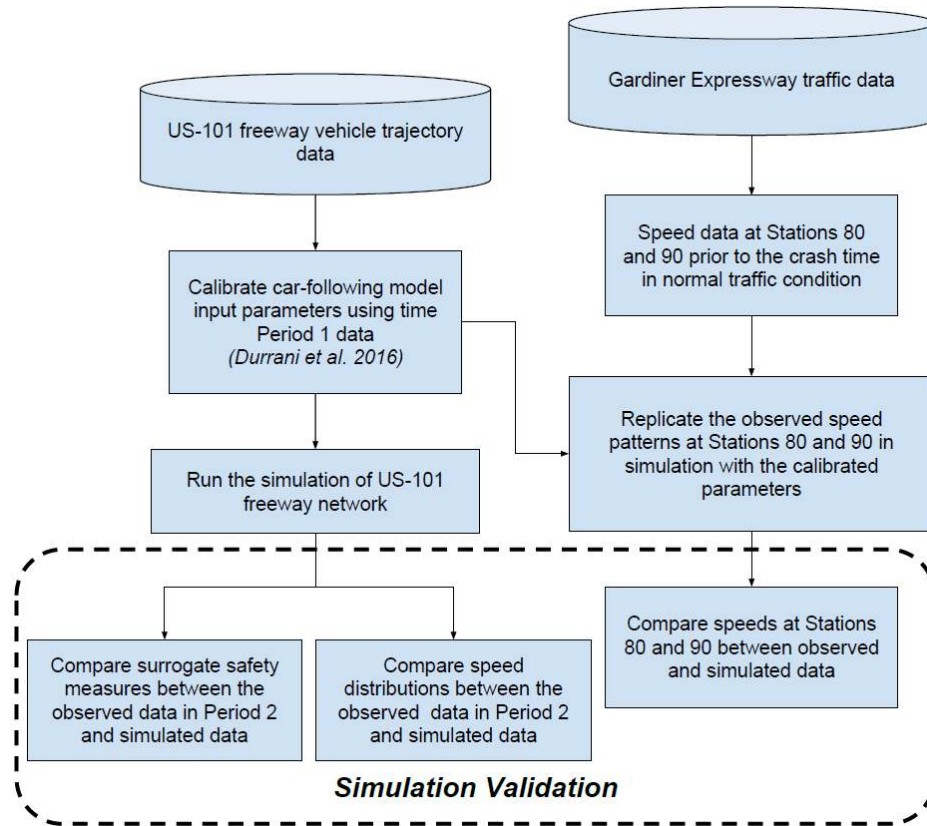 Gardiner Expressway traffic data
US-101 freeway vehicle trajectory
data
Speed data at Stations 80
and 90 prior to the crash time
in normal traffic condition
Calibrate car-following model
input parameters using time
Period 1 data
(Durrani et al. 2016)
Replicate the observed speed
patterns at Stations 80 and 90 in
simulation with the calibrated
parameters
Run the simulation of US-101
freeway network
Compare surrogate safety
measures between the
observed data in Period 2
and simulated data
Compare speed
distributions between the
observed data in Period 2
and simulated data
Compare speeds at Stations
80 and 90 between observed
and simulated data
Simulation Validation